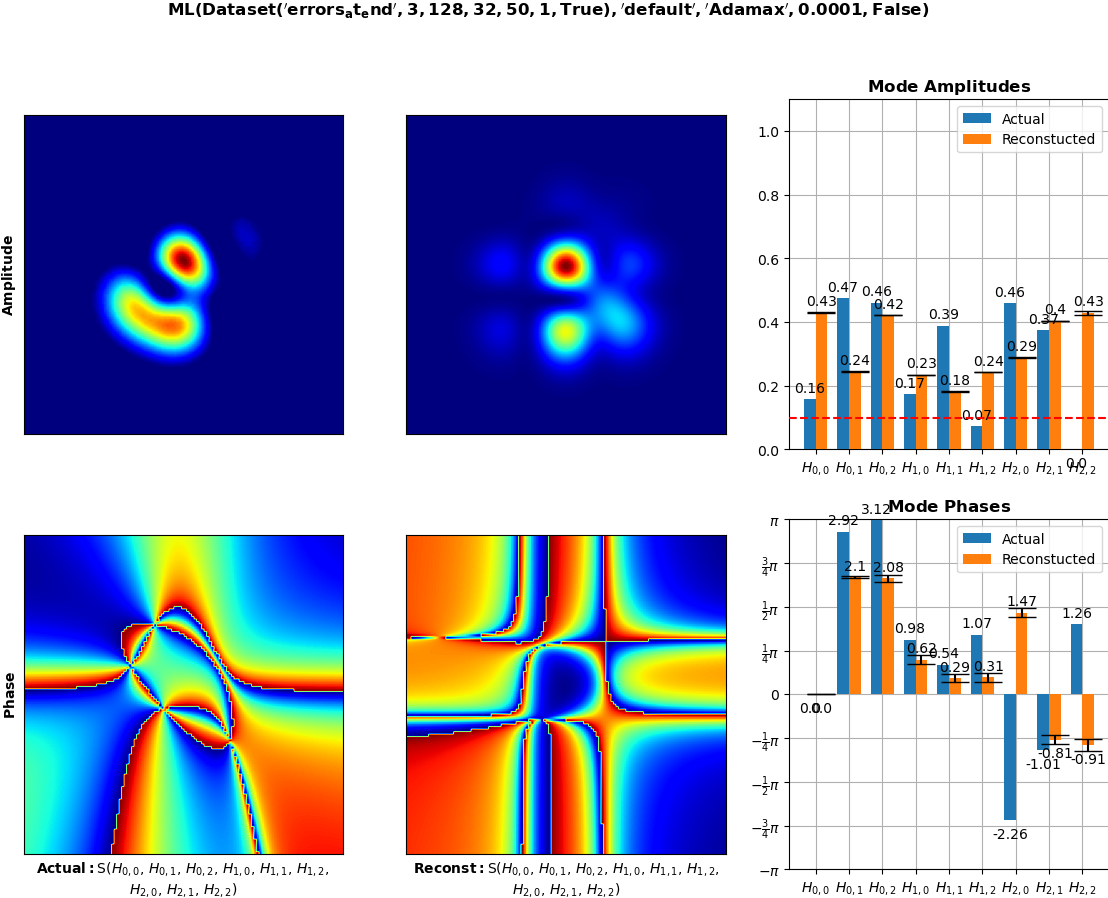 ML(Dataset('errors_at_end', 3, 128, 32, 50, 1, True), 'default', 'Adamax', 0.0001, False)
Amplitude
Mode Amplitudes
Actual
Reconstucted
1.0
0.8
0.6
0.4
0.2
0.0
0.16 0.47 0.46 0.17 0.39 0.07 0.46 0.37 0.0
0.43 0.24 0.42 0.23 0.18 0.24 0.29 0.4 0.43
H0,0 H0,1 H0,2 H1,0 H1,1 H1,2 H2,0 H2,1 H2,2
Phase
Actual: S(H0,0, H0,1, H0,2, H1,0, H1,1, H1,2,
H2,0, H2,1, H2,2)
Reconst: S(H0,0, H0,1, H0,2, H1,0, H1,1, H1,2,
H2,0, H2,1, H2,2)
Mode Phases
Actual
Reconstucted
π
3/4π
1/2π
1/4π
0
−1/4π
−1/2π
−3/4π
−π
0.0 2.92 3.12 0.98 0.54 1.07 -2.26 -1.01 1.26
0.0 2.1 2.08 0.62 0.29 0.31 1.47 -0.81 -0.91
H0,0 H0,1 H0,2 H1,0 H1,1 H1,2 H2,0 H2,1 H2,2